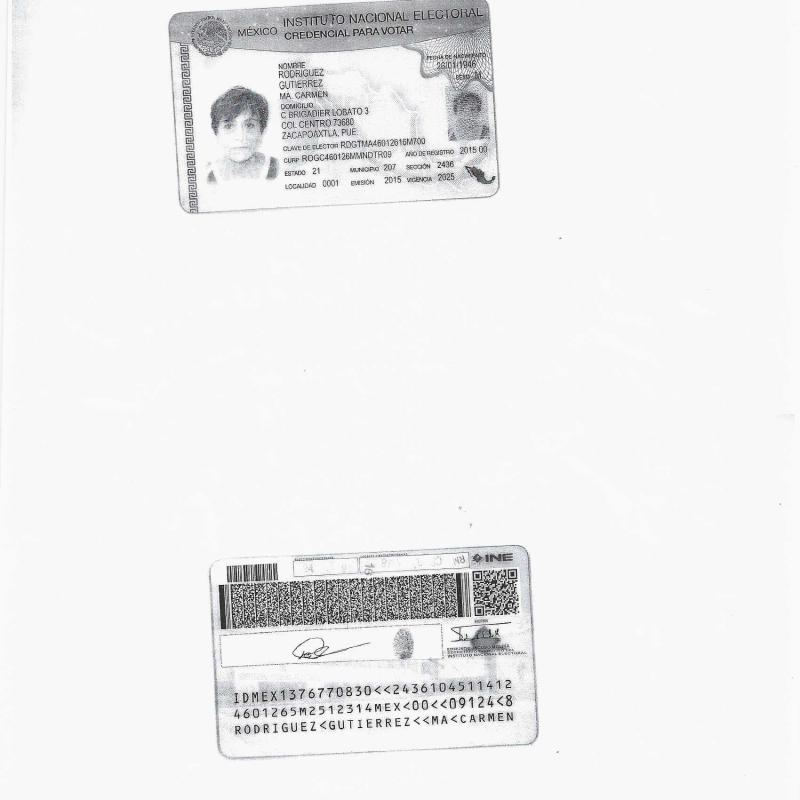 MÉXICO
INSTITUTO NACIONAL ELECTORAL
CREDENCIAL PARA VOTAR
NOMBRE
RODRIGUEZ
GUTIERREZ
MA. CARMEN
FECHA DE NACIMIENTO
26/01/1946
SEXO M
DOMICILIO
C BRIGADIER LOBATO 3
COL CENTRO 73680
ZACAPOAXTLA, PUE.
CLAVE DE ELECTOR RDGTMA46012616M700
CURP ROGC460126MMNDTR09 AÑO DE REGISTRO 2015 00
ESTADO 21 MUNICIPIO 207 SECCIÓN 2436
LOCALIDAD 0001 EMISIÓN 2015 VIGENCIA 2025
INE
INSTITUTO NACIONAL ELECTORAL
IDMEX1376770830<<2436104511412
4601265M2512314MEX<00<<09124<8
RODRIGUEZ<GUTIERREZ<<MA<CARMEN